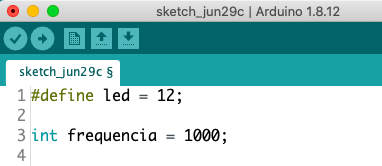 sketch_jun29c | Arduino 1.8.12
sketch_jun29c §
1 #define led = 12;
2
3 int frequencia = 1000;
4